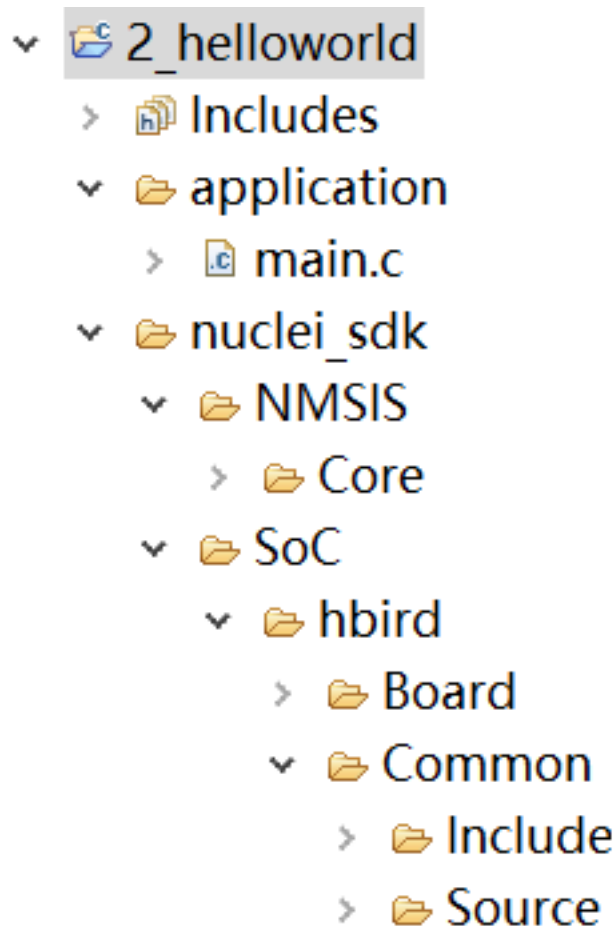 2_helloworld
Includes
application
main.c
nuclei_sdk
NMSIS
Core
SoC
hbird
Board
Common
Include
Source